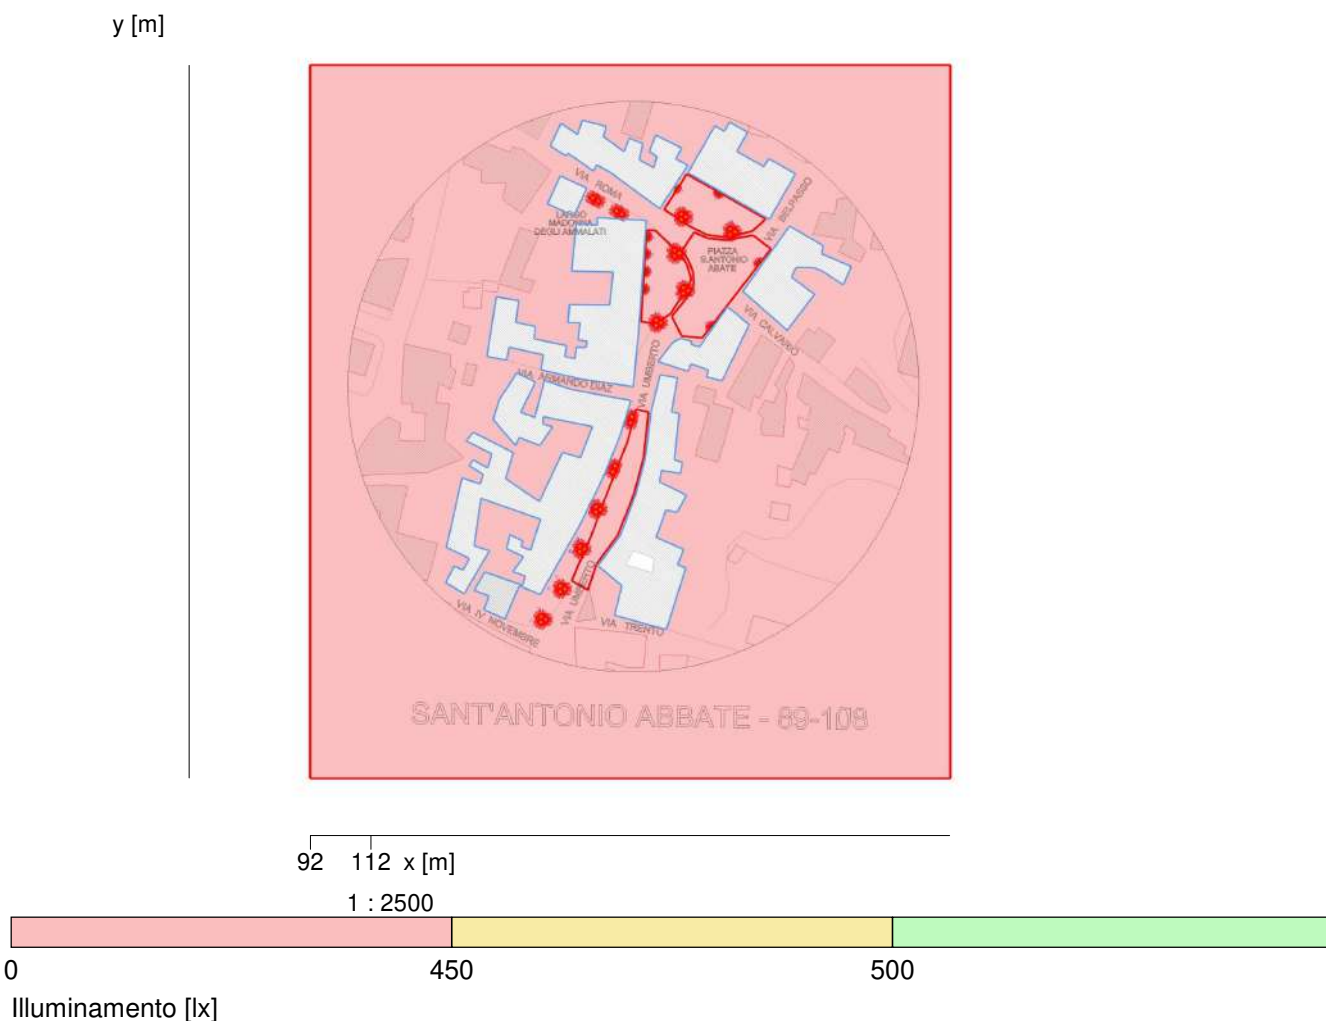 y [m]
VIA ROMA
VIA BELPASSO
LARGO
MADONNA
DEGLI AMMALATI
PIAZZA
S.ANTONIO
ABATE
VIA CALVARIO
VIA UMBERTO
VIA ARMANDO DIAZ
VIA UMBERTO
VIA IV NOVEMBRE
VIA TRENTO
SANT'ANTONIO ABBATE - 89-108
92 112 x [m]
1 : 2500
0 450 500
Illuminamento [lx]